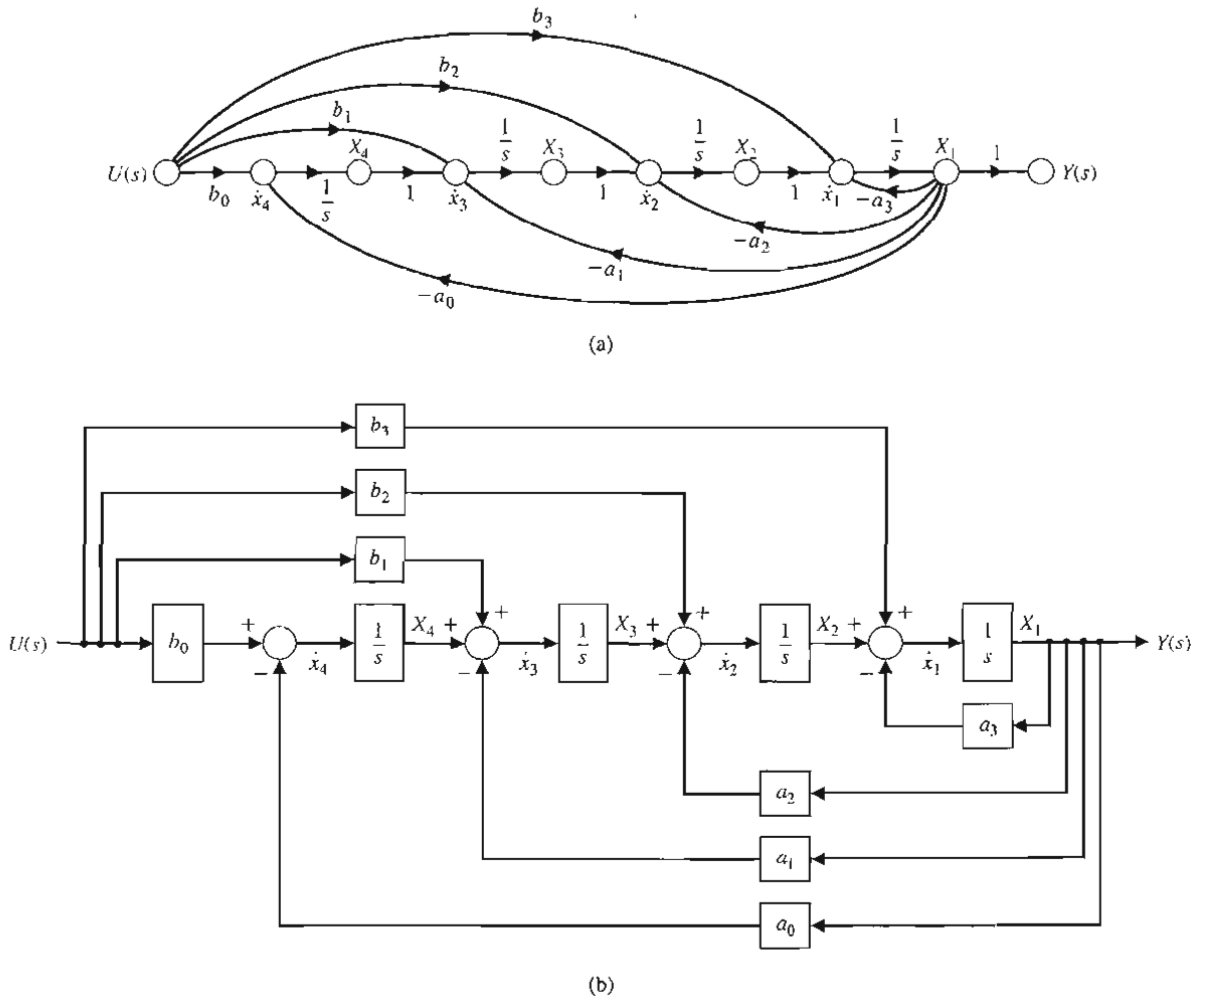 b₃
b₂
b₁
U(s) b₀ ẋ₄ 1/s X₄ 1 ẋ₃ 1/s X₃ 1 ẋ₂ 1/s X₂ 1 ẋ₁ 1/s X₁ 1 Y(s)
−a₃
−a₂
−a₁
−a₀
(a)
b₃
b₂
b₁
U(s) b₀ + − ẋ₄ 1/s X₄ + + − ẋ₃ 1/s X₃ + + − ẋ₂ 1/s X₂ + + − ẋ₁ 1/s X₁ Y(s)
a₃
a₂
a₁
a₀
(b)